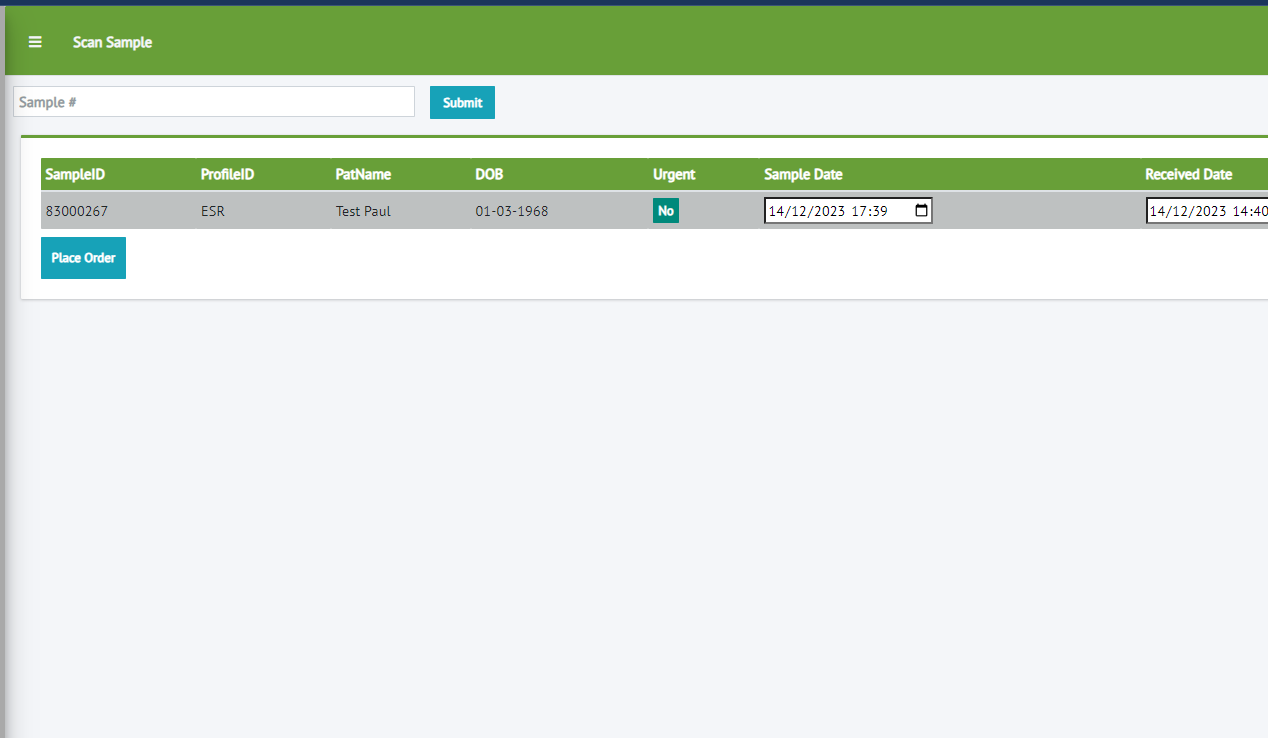 Scan Sample
Sample #
Submit
SampleID ProfileID PatName DOB Urgent Sample Date Received Date
83000267 ESR Test Paul 01-03-1968 No 14/12/2023 17:39 14/12/2023 14:40
Place Order